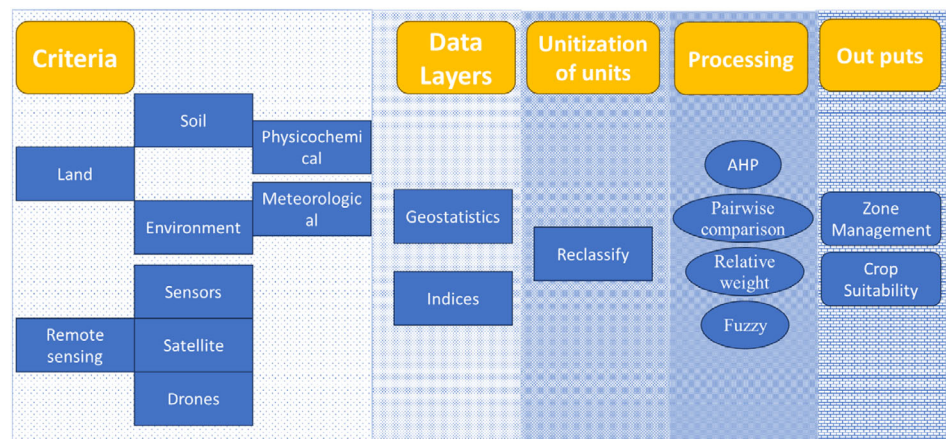 Criteria
Data
Layers
Unitization
of units
Processing
Out puts
Soil
Physicochemi
cal
Land
Meteorologic
al
Environment
Sensors
Remote
sensing
Satellite
Drones
Geostatistics
Indices
Reclassify
AHP
Pairwise
comparison
Relative
weight
Fuzzy
Zone
Management
Crop
Suitability